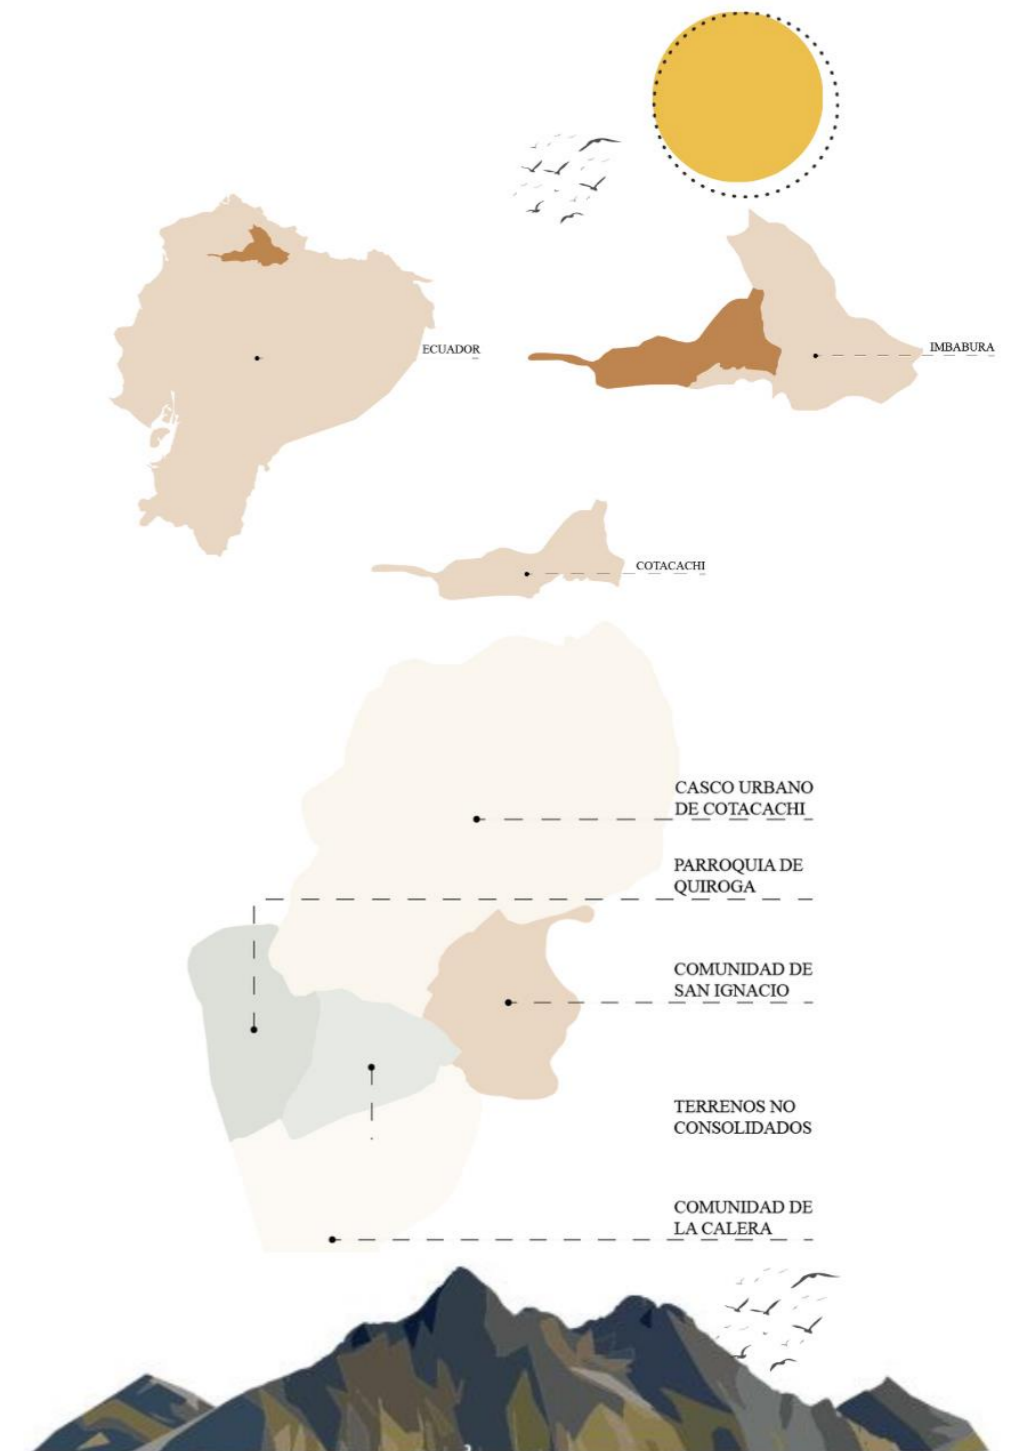 ECUADOR
IMBABURA
COTACACHI
CASCO URBANO
DE COTACACHI
PARROQUIA DE
QUIROGA
COMUNIDAD DE
SAN IGNACIO
TERRENOS NO
CONSOLIDADOS
COMUNIDAD DE
LA CALERA